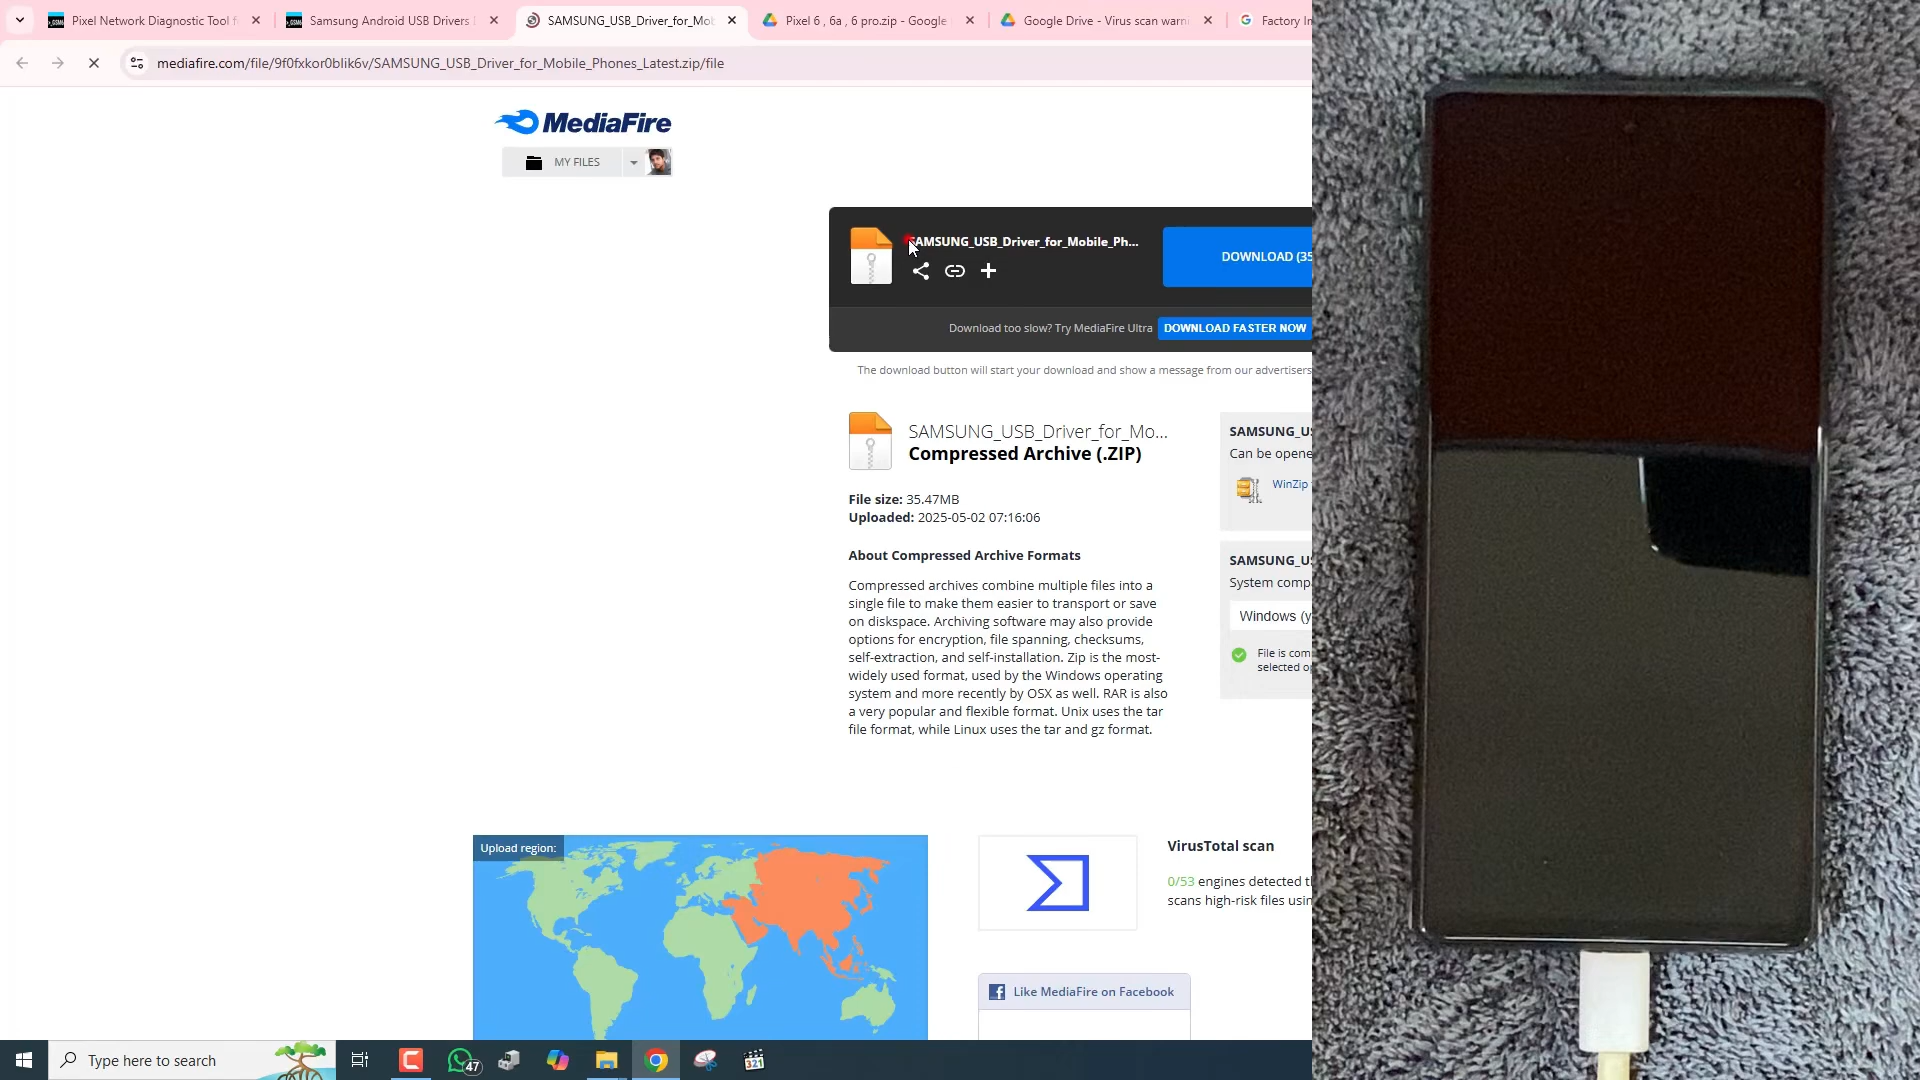 Pixel Network Diagnostic Tool f
Samsung Android USB Drivers
SAMSUNG_USB_Driver_for_Mob
Pixel 6 , 6a , 6 pro.zip - Google
Google Drive - Virus scan warni
Factory Im
mediafire.com/file/9f0fxkor0blik6v/SAMSUNG_USB_Driver_for_Mobile_Phones_Latest.zip/file
MediaFire
MY FILES
SAMSUNG_USB_Driver_for_Mobile_Ph...
DOWNLOAD (35
Download too slow? Try MediaFire Ultra
DOWNLOAD FASTER NOW
The download button will start your download and show a message from our advertisers
SAMSUNG_USB_Driver_for_Mo...
Compressed Archive (.ZIP)
File size: 35.47MB
Uploaded: 2025-05-02 07:16:06
About Compressed Archive Formats
Compressed archives combine multiple files into a
single file to make them easier to transport or save
on diskspace. Archiving software may also provide
options for encryption, file spanning, checksums,
self-extraction, and self-installation. Zip is the most-
widely used format, used by the Windows operating
system and more recently by OSX as well. RAR is also
a very popular and flexible format. Unix uses the tar
file format, while Linux uses the tar and gz format.
SAMSUNG_US
Can be opene
WinZip
SAMSUNG_US
System compa
Windows (y
File is com
selected op
Upload region:
VirusTotal scan
0/53 engines detected th
scans high-risk files usin
Like MediaFire on Facebook
Type here to search
47
321